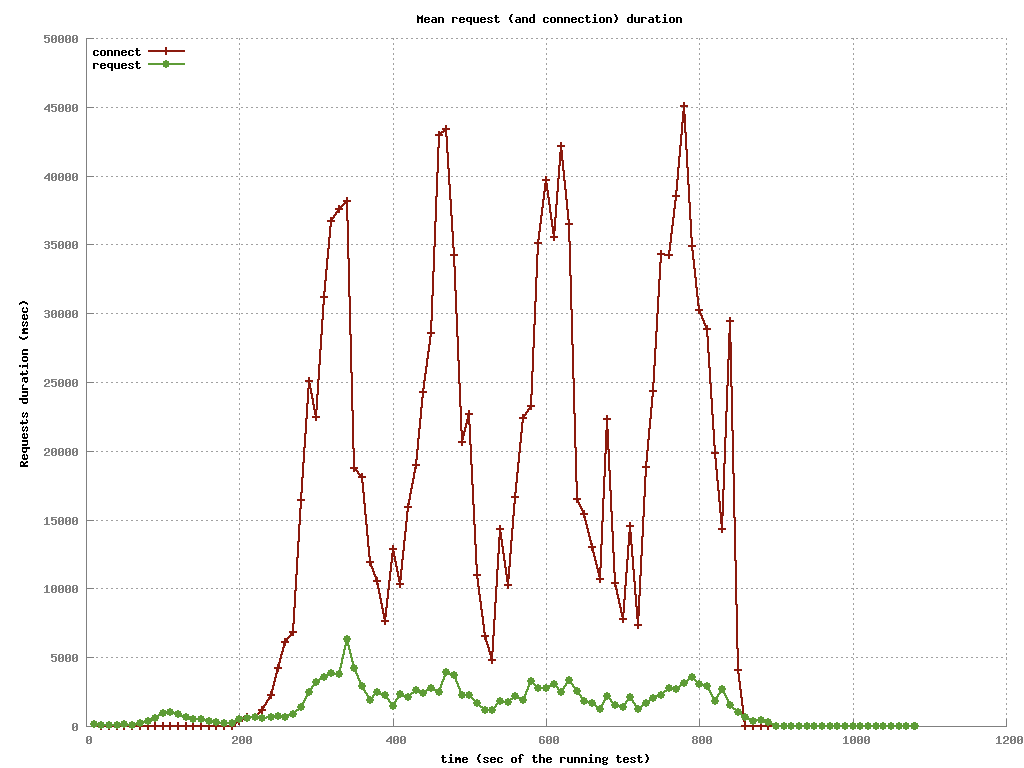 Mean request (and connection) duration
connect
request
50000
45000
40000
35000
30000
25000
20000
15000
10000
5000
0
Requests duration (msec)
0 200 400 600 800 1000 1200
time (sec of the running test)